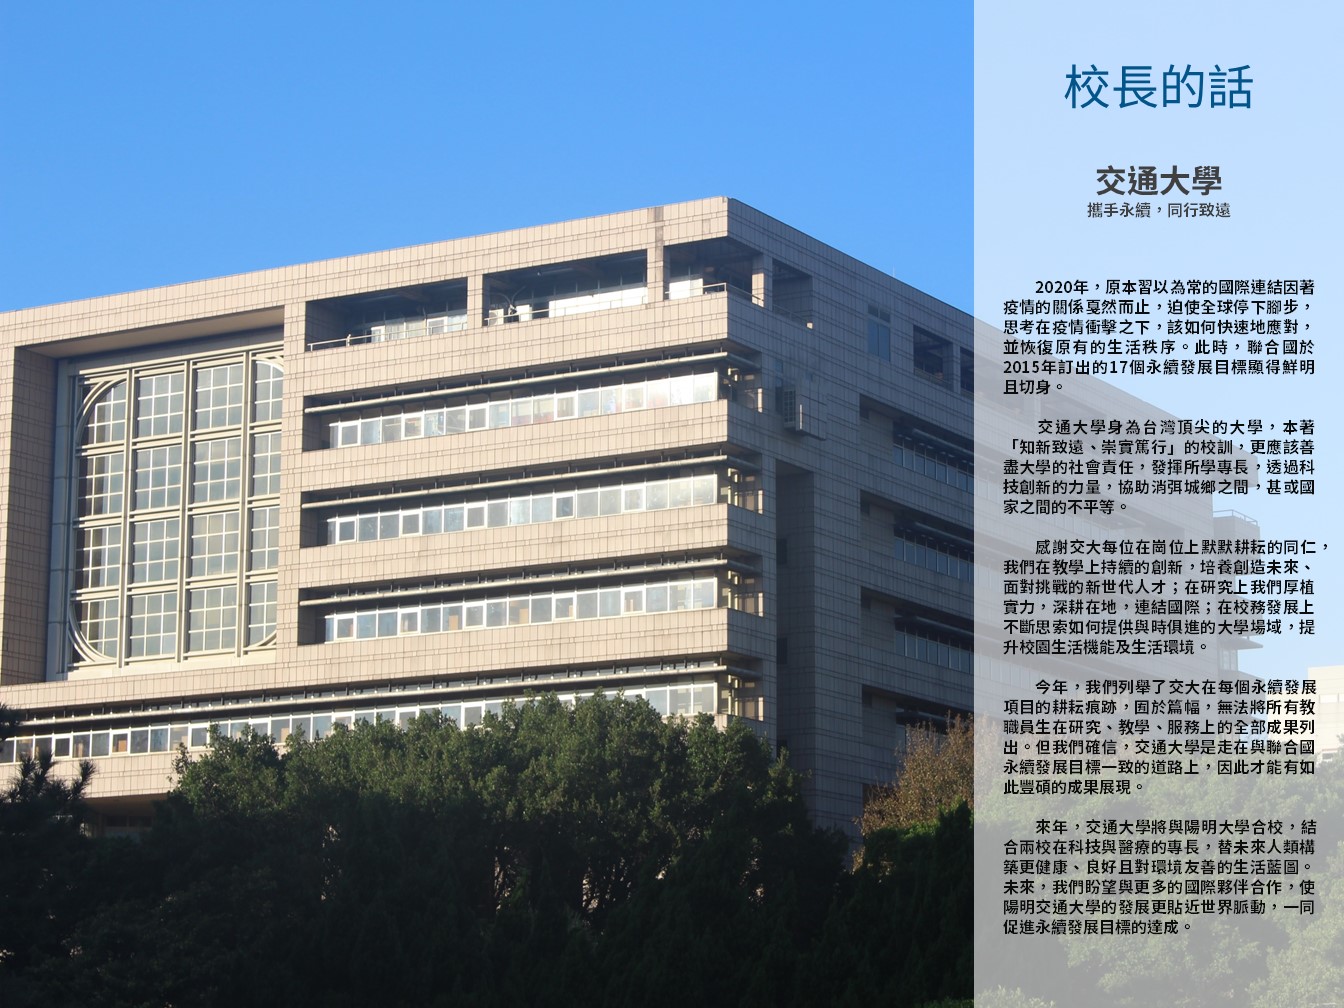 校長的話
交通大學
攜手永續，同行致遠
2020年，原本習以為常的國際連結因著
疫情的關係戛然而止，迫使全球停下腳步，
思考在疫情衝擊之下，該如何快速地應對，
並恢復原有的生活秩序。此時，聯合國於
2015年訂出的17個永續發展目標顯得鮮明
且切身。
交通大學身為台灣頂尖的大學，本著
「知新致遠、崇實篤行」的校訓，更應該善
盡大學的社會責任，發揮所學專長，透過科
技創新的力量，協助消弭城鄉之間，甚或國
家之間的不平等。
感謝交大每位在崗位上默默耕耘的同仁，
我們在教學上持續的創新，培養創造未來、
面對挑戰的新世代人才；在研究上我們厚植
實力，深耕在地，連結國際；在校務發展上
不斷思索如何提供與時俱進的大學場域，提
升校園生活機能及生活環境。
今年，我們列舉了交大在每個永續發展
項目的耕耘痕跡，囿於篇幅，無法將所有教
職員生在研究、教學、服務上的全部成果列
出。但我們確信，交通大學是走在與聯合國
永續發展目標一致的道路上，因此才能有如
此豐碩的成果展現。
來年，交通大學將與陽明大學合校，結
合兩校在科技與醫療的專長，替未來人類構
築更健康、良好且對環境友善的生活藍圖。
未來，我們盼望與更多的國際夥伴合作，使
陽明交通大學的發展更貼近世界脈動，一同
促進永續發展目標的達成。